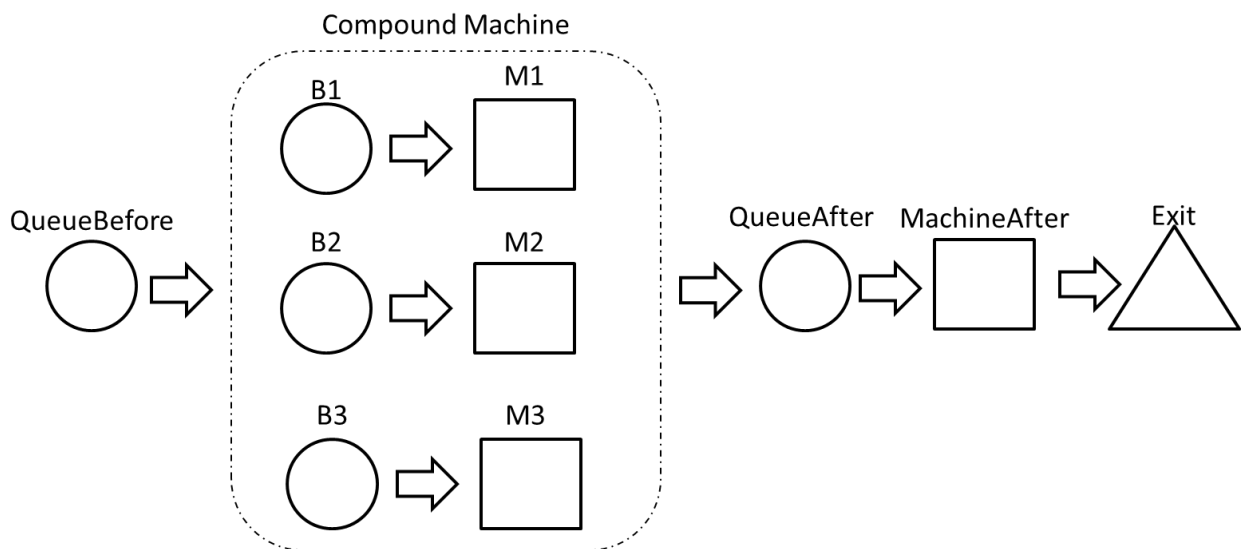 Compound Machine
B1
M1
QueueBefore
B2
M2
QueueAfter
MachineAfter
Exit
B3
M3